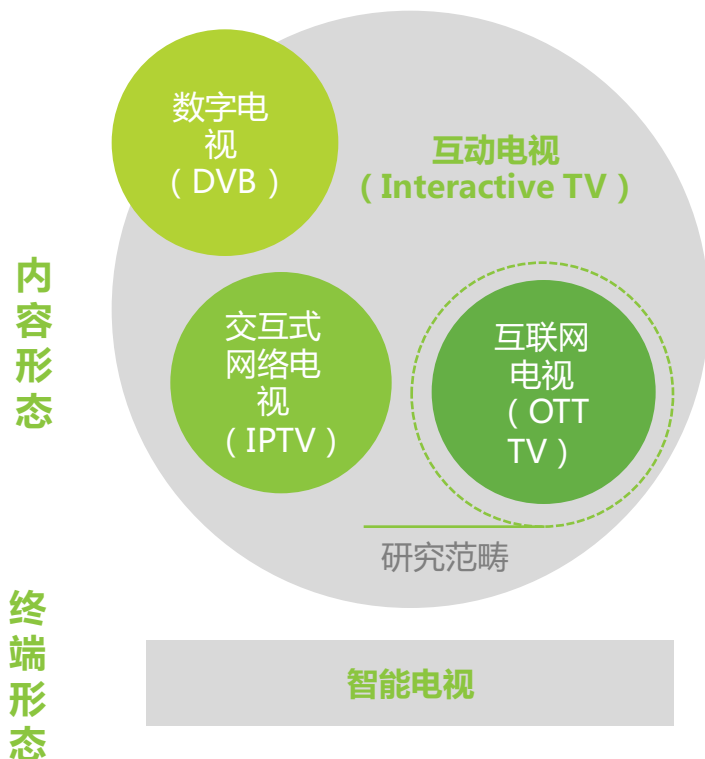 数字电
视
（DVB）
互动电视
（Interactive TV）
内
容
形
态
交互式
网络电
视
（IPTV）
互联网
电视
（OTT
TV）
研究范畴
终
端
形
态
智能电视